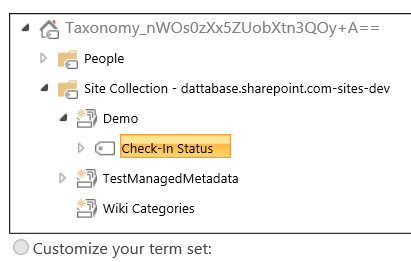 Taxonomy_nWOs0zXx5ZUobXtn3QOy+A==
People
Site Collection - dattabase.sharepoint.com-sites-dev
Demo
Check-In Status
TestManagedMetadata
Wiki Categories
Customize your term set: